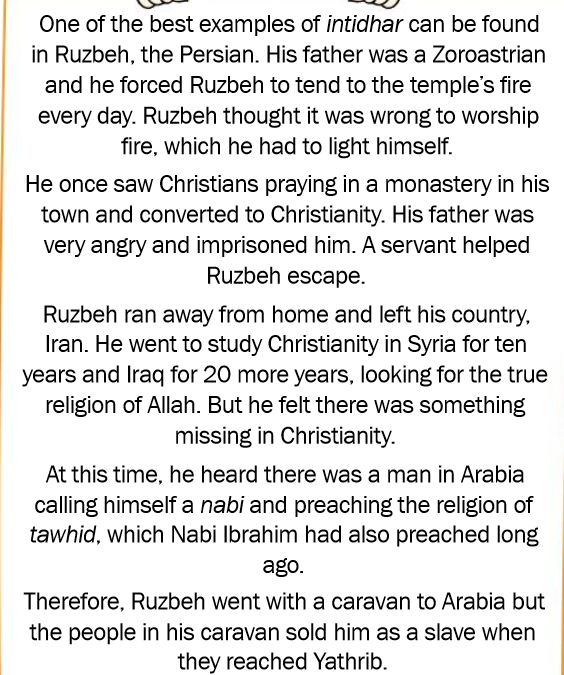 One of the best examples of intidhar can be found
in Ruzbeh, the Persian. His father was a Zoroastrian
and he forced Ruzbeh to tend to the temple's fire
every day. Ruzbeh thought it was wrong to worship
fire, which he had to light himself.
He once saw Christians praying in a monastery in his
town and converted to Christianity. His father was
very angry and imprisoned him. A servant helped
Ruzbeh escape.
Ruzbeh ran away from home and left his country,
Iran. He went to study Christianity in Syria for ten
years and Iraq for 20 more years, looking for the true
religion of Allah. But he felt there was something
missing in Christianity.
At this time, he heard there was a man in Arabia
calling himself a nabi and preaching the religion of
tawhid, which Nabi Ibrahim had also preached long
ago.
Therefore, Ruzbeh went with a caravan to Arabia but
the people in his caravan sold him as a slave when
they reached Yathrib.